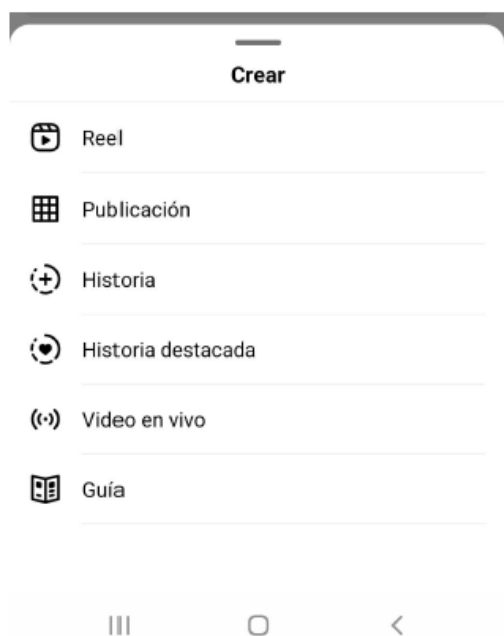 Crear
Reel
Publicación
Historia
Historia destacada
Video en vivo
Guía